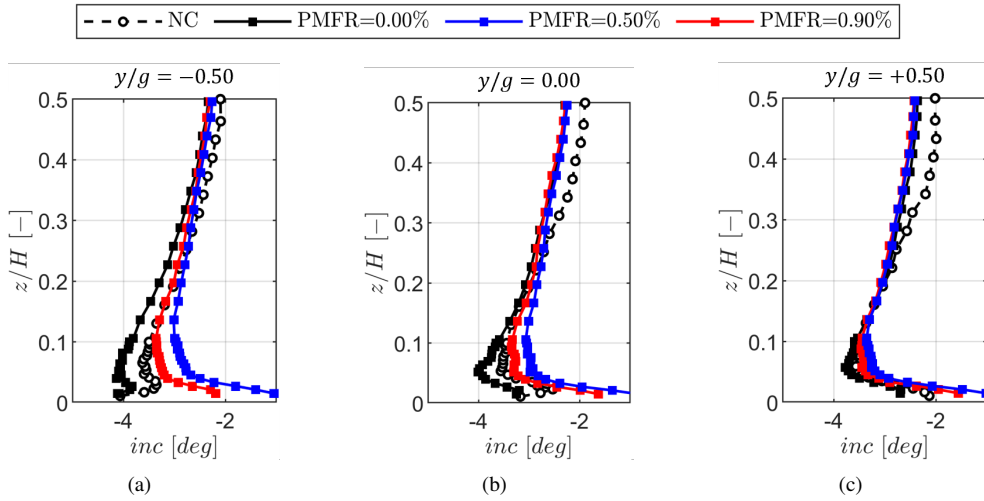 NC PMFR=0.00% PMFR=0.50% PMFR=0.90%
y/g = −0.50
0.5
0.4
0.3
0.2
0.1
0
z/H [−]
-4 -2
inc [deg]
(a)
y/g = 0.00
0.5
0.4
0.3
0.2
0.1
0
z/H [−]
-4 -2
inc [deg]
(b)
y/g = +0.50
0.5
0.4
0.3
0.2
0.1
0
z/H [−]
-4 -2
inc [deg]
(c)